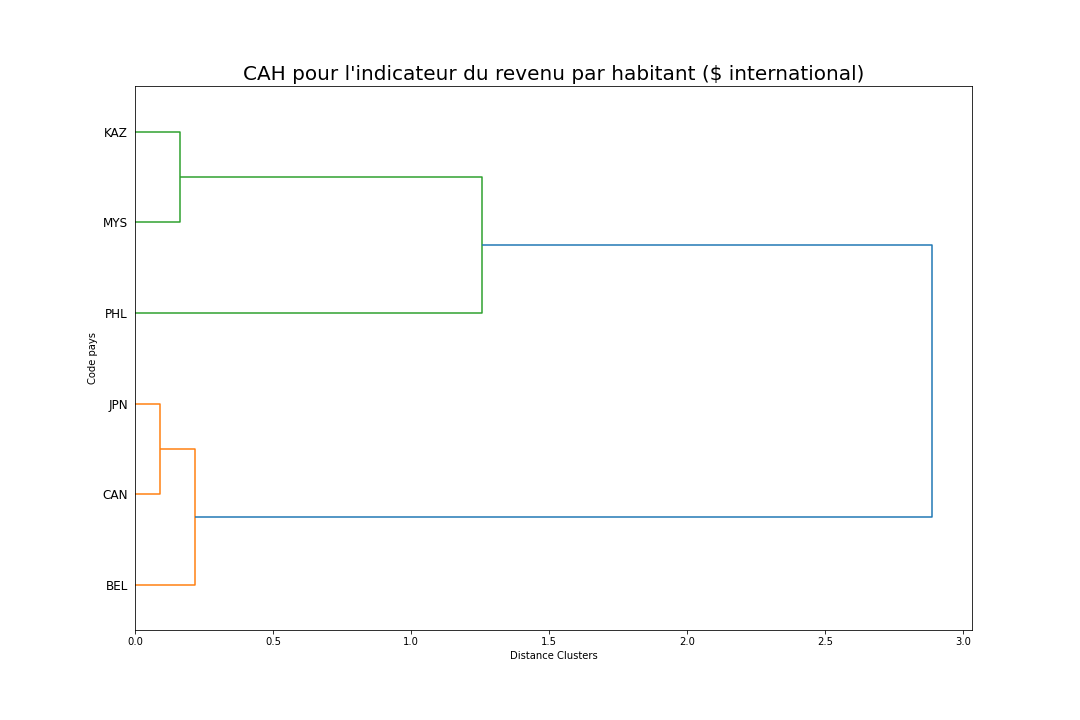 CAH pour l'indicateur du revenu par habitant ($ international)
KAZ
MYS
PHL
JPN
CAN
BEL
Code pays
0.0 0.5 1.0 1.5 2.0 2.5 3.0
Distance Clusters